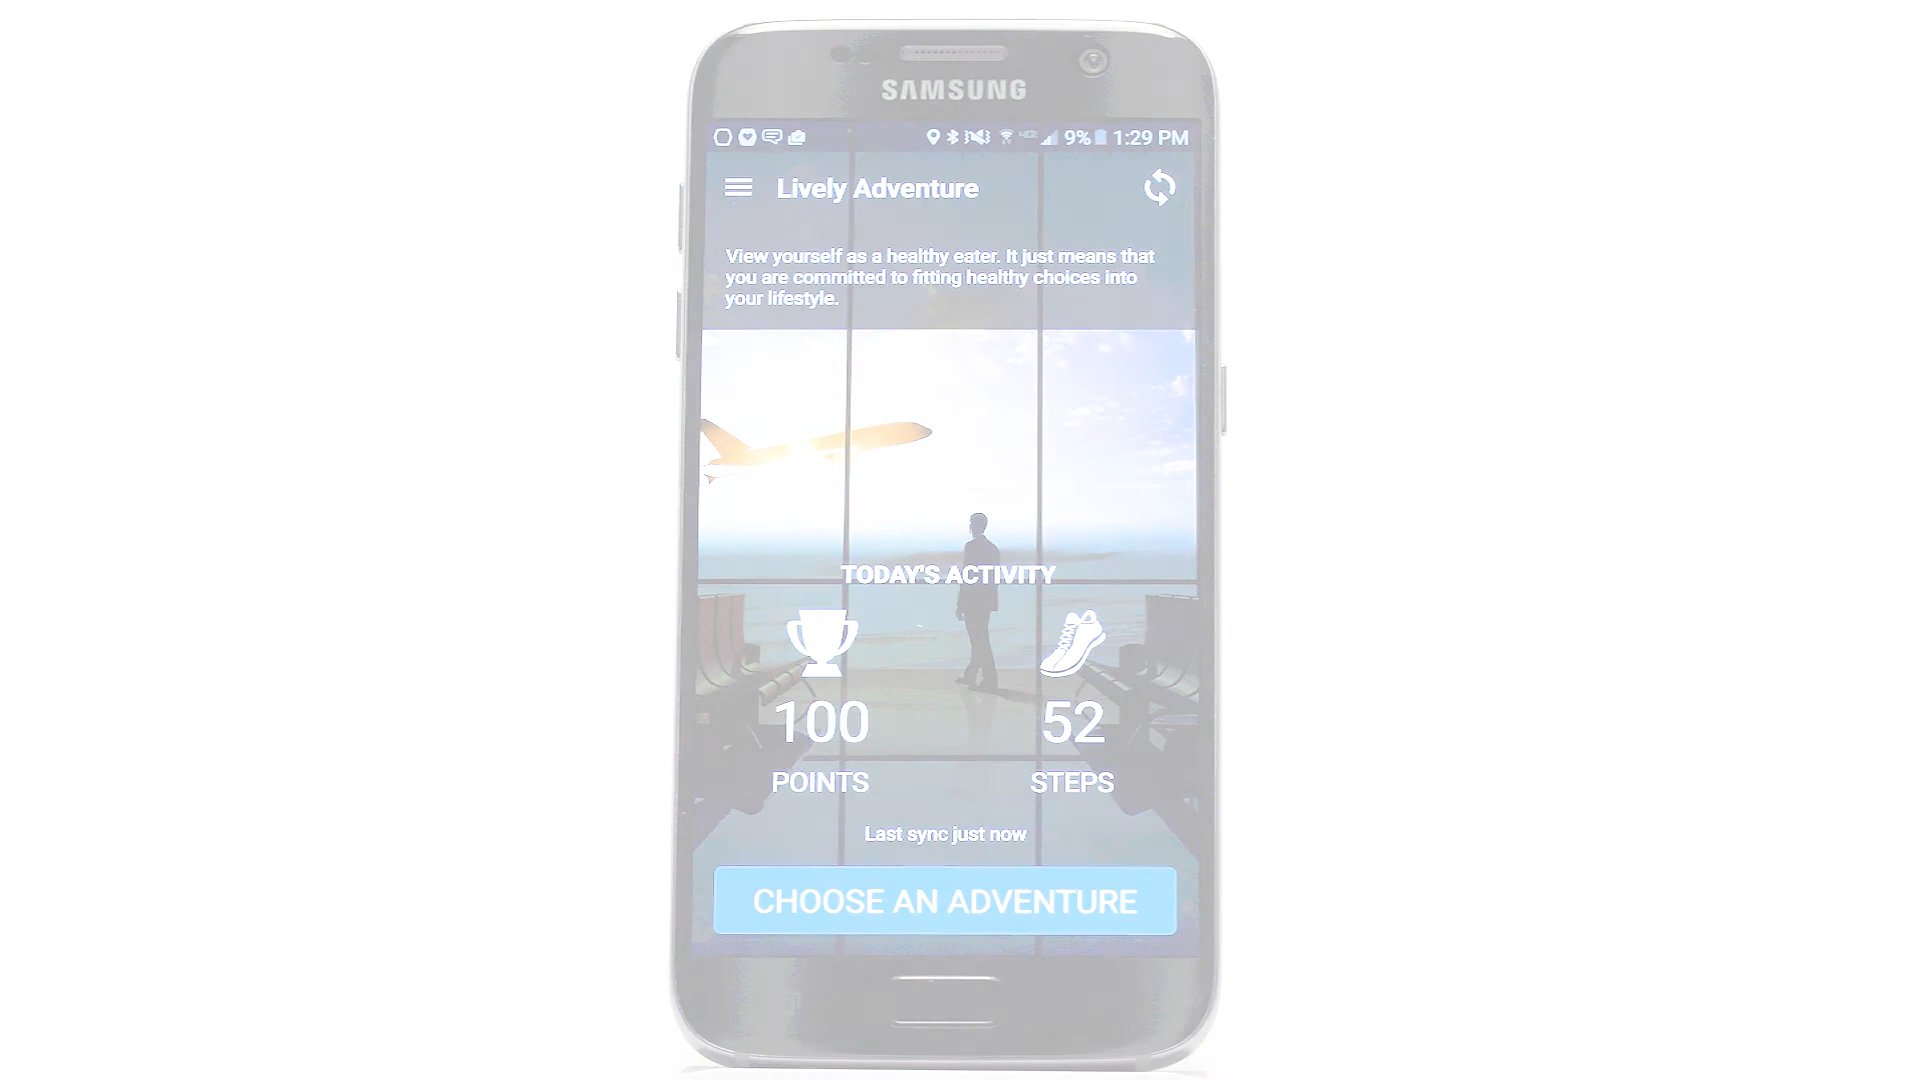 SAMSUNG
9% 1:29 PM
Lively Adventure
View yourself as a healthy eater. It just means that
you are committed to fitting healthy choices into
your lifestyle.
TODAY'S ACTIVITY
100 52
POINTS STEPS
Last sync just now
CHOOSE AN ADVENTURE